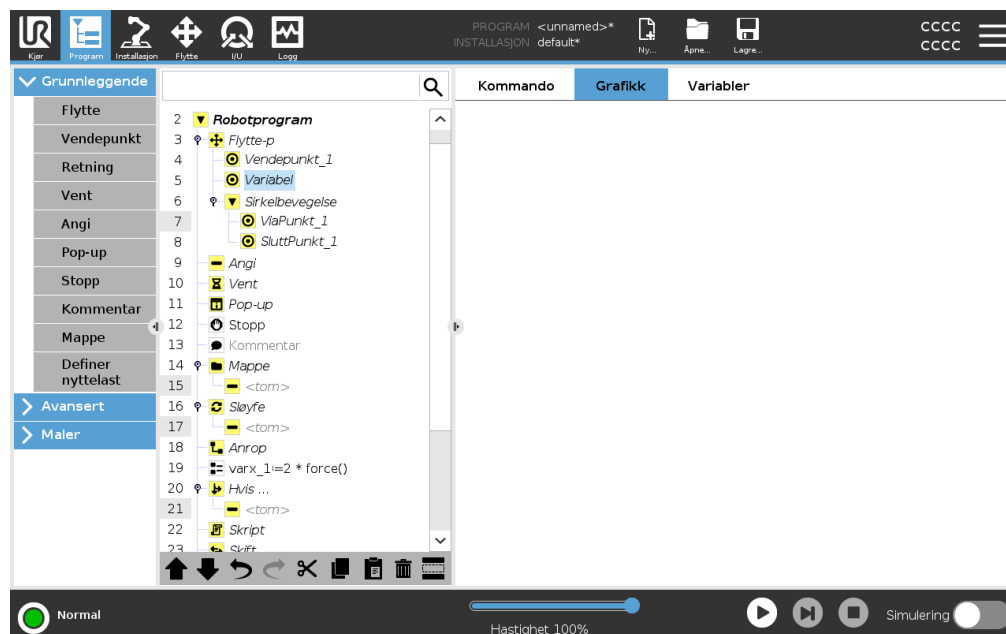 UR
PROGRAM <unnamed>*
INSTALLASJON default*
cccc
cccc
Kjør
Program
Installasjon
Flytte
I/U
Logg
Ny...
Åpne...
Lagre...
Grunnleggende
Flytte
Vendepunkt
Retning
Vent
Angi
Pop-up
Stopp
Kommentar
Mappe
Definer
nyttelast
Avansert
Maler
2 Robotprogram
3 Flytte-p
4 Vendepunkt_1
5 Variabel
6 Sirkelbevegelse
7 ViaPunkt_1
8 SluttPunkt_1
9 Angi
10 Vent
11 Pop-up
12 Stopp
13 Kommentar
14 Mappe
15 <tom>
16 Sløyfe
17 <tom>
18 Anrop
19 varx_1:=2 * force()
20 Hvis ...
21 <tom>
22 Skript
23 Skift
Kommando
Grafikk
Variabler
Normal
Hastighet 100%
Simulering